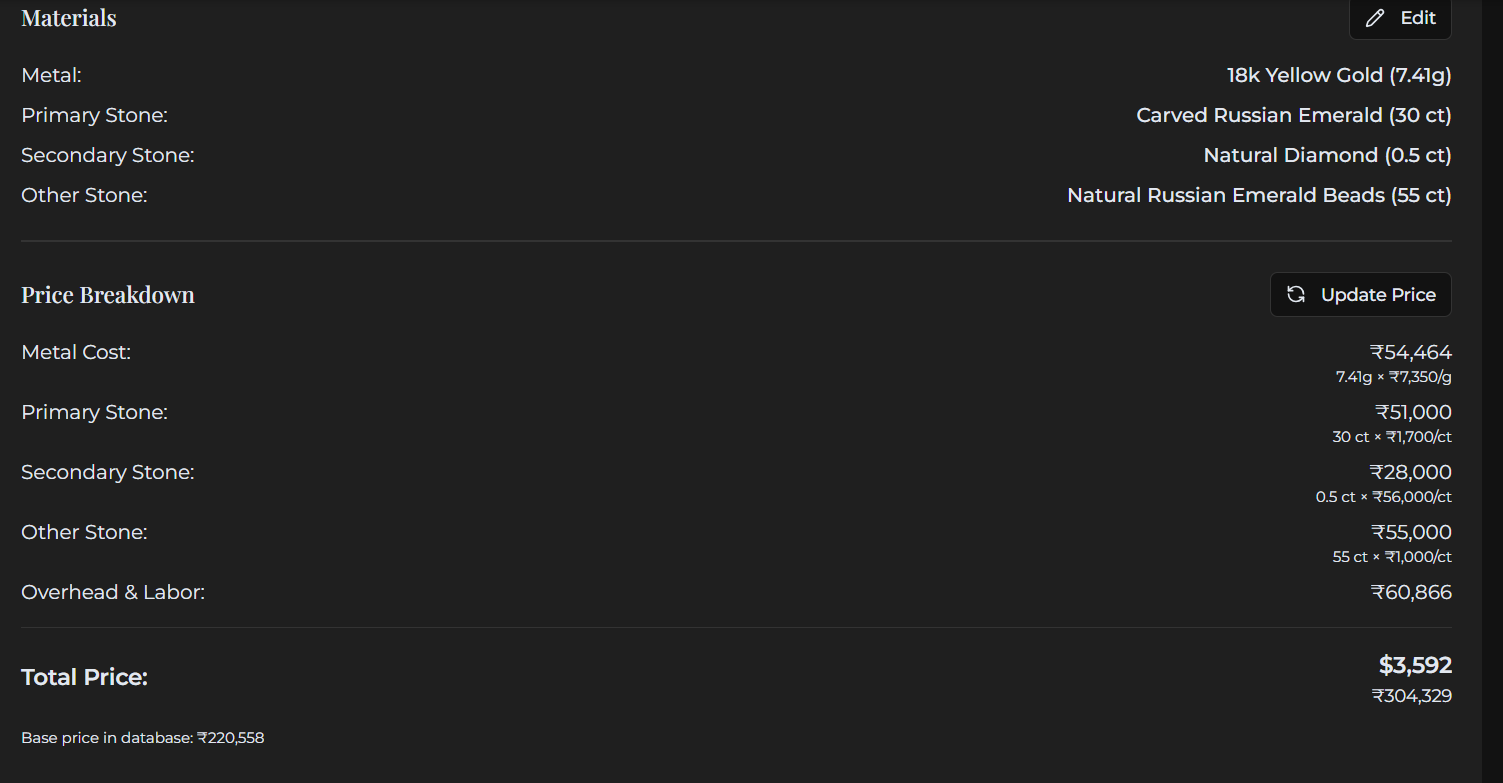 Materials
Edit
Metal:
18k Yellow Gold (7.41g)
Primary Stone:
Carved Russian Emerald (30 ct)
Secondary Stone:
Natural Diamond (0.5 ct)
Other Stone:
Natural Russian Emerald Beads (55 ct)
Price Breakdown
Update Price
Metal Cost:
₹54,464
7.41g × ₹7,350/g
Primary Stone:
₹51,000
30 ct × ₹1,700/ct
Secondary Stone:
₹28,000
0.5 ct × ₹56,000/ct
Other Stone:
₹55,000
55 ct × ₹1,000/ct
Overhead & Labor:
₹60,866
Total Price:
$3,592
₹304,329
Base price in database: ₹220,558